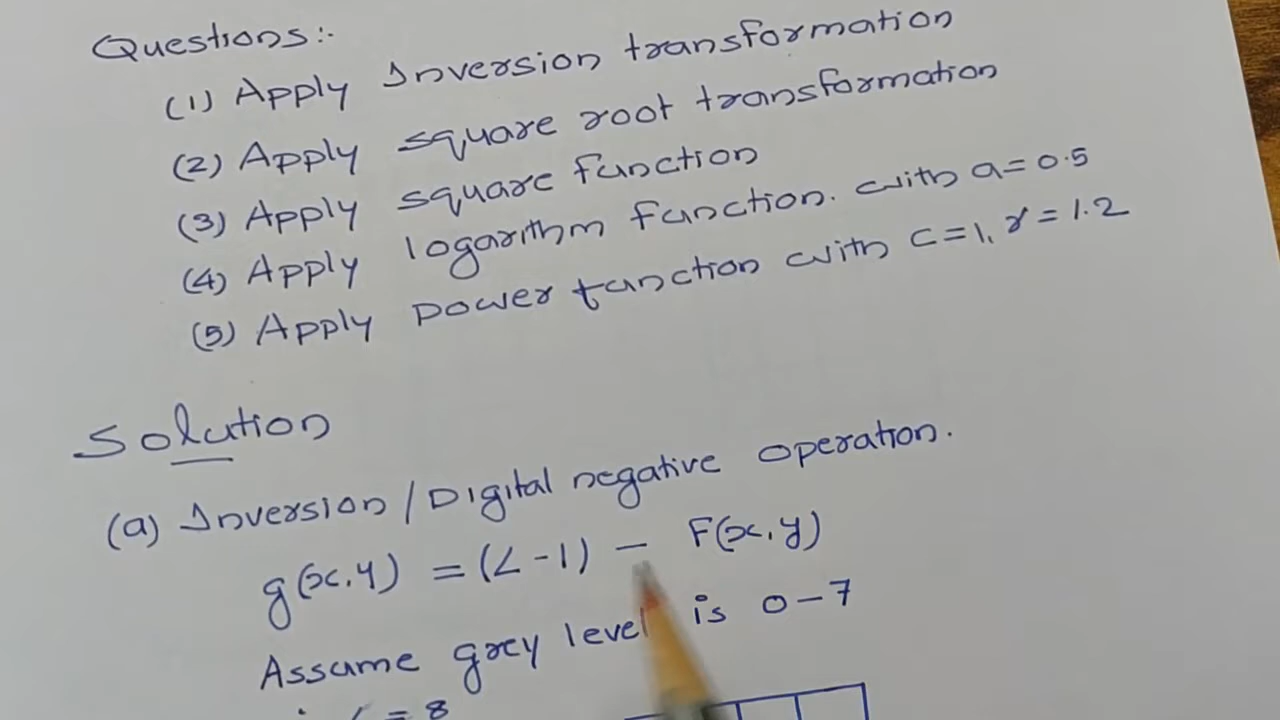 Questions:-
(1) Apply Inversion transformation
(2) Apply square root transformation
(3) Apply square function
(4) Apply logarithm function. with a=0.5
(5) Apply power function with c=1, r=1.2
Solution
(a) Inversion/Digital negative operation.
g(x,y) = (L-1) - F(x,y)
Assume grey level is 0-7
= 8